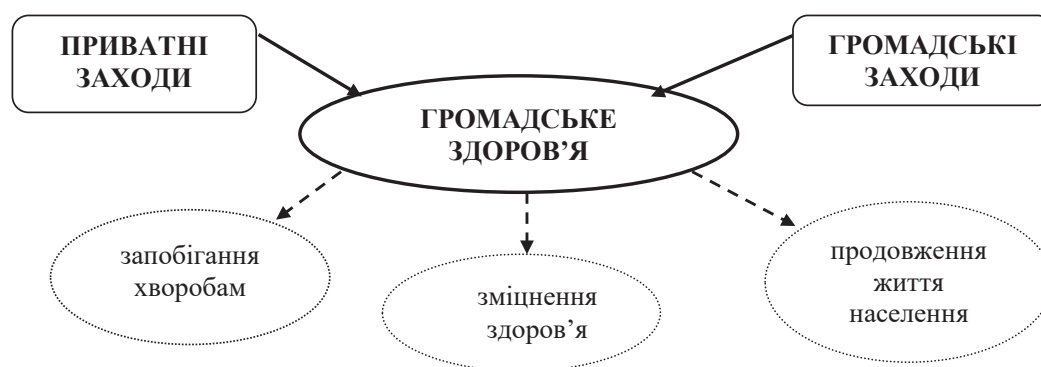 ПРИВАТНІ
ЗАХОДИ
ГРОМАДСЬКІ
ЗАХОДИ
ГРОМАДСЬКЕ
ЗДОРОВ’Я
запобігання
хворобам
зміцнення
здоров’я
продовження
життя
населення